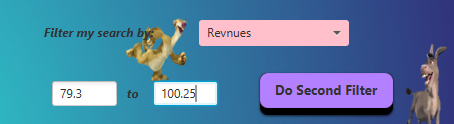 Filter my search by: Revnues
79.3 to 100.25 Do Second Filter